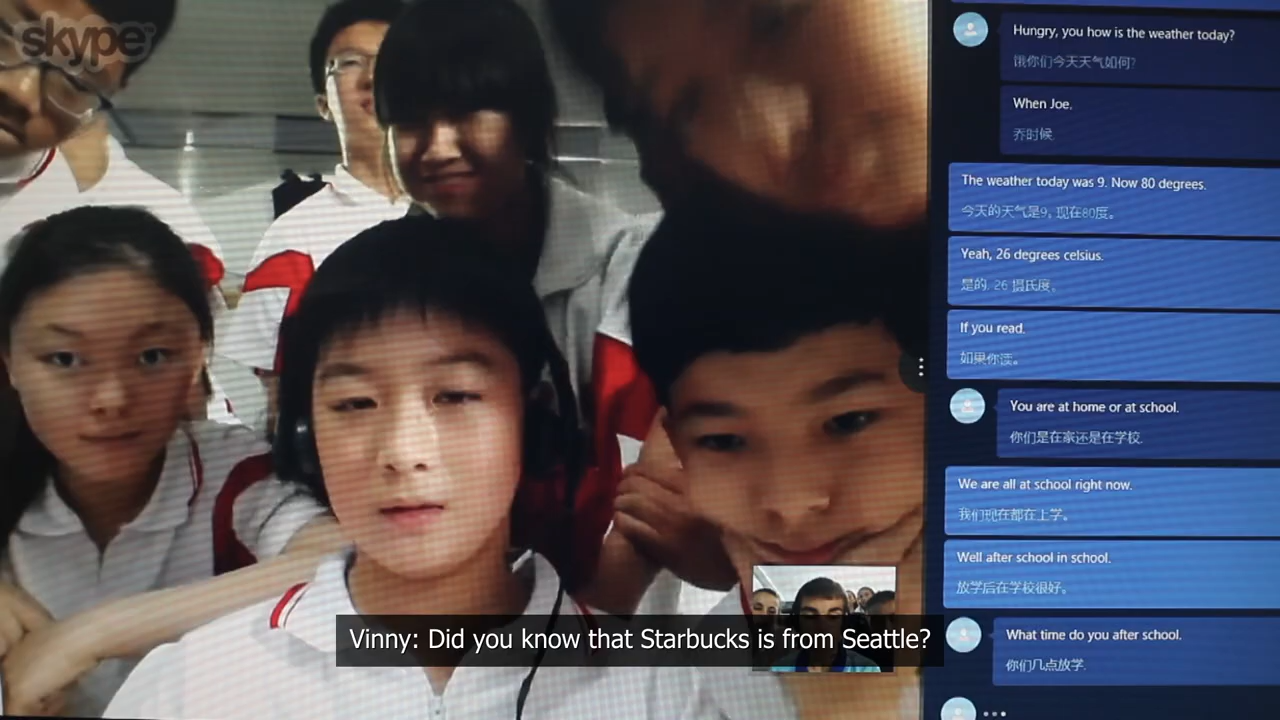 skype
Hungry, you how is the weather today?
饿你们今天天气如何?
When Joe.
乔时候.
The weather today was 9. Now 80 degrees.
今天的天气是9, 现在80度。
Yeah, 26 degrees celsius.
是的, 26 摄氏度。
If you read.
如果你读。
You are at home or at school.
你们是在家还是在学校.
We are all at school right now.
我们现在都在上学。
Well after school in school.
放学后在学校很好。
What time do you after school.
你们几点放学.
Vinny: Did you know that Starbucks is from Seattle?